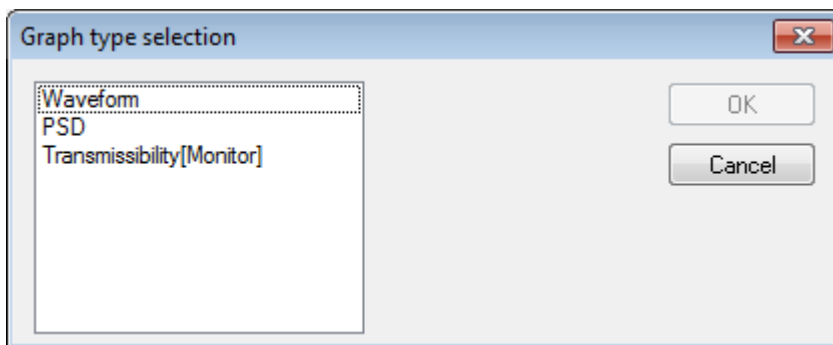 Graph type selection
Waveform
PSD
Transmissibility[Monitor]
OK
Cancel